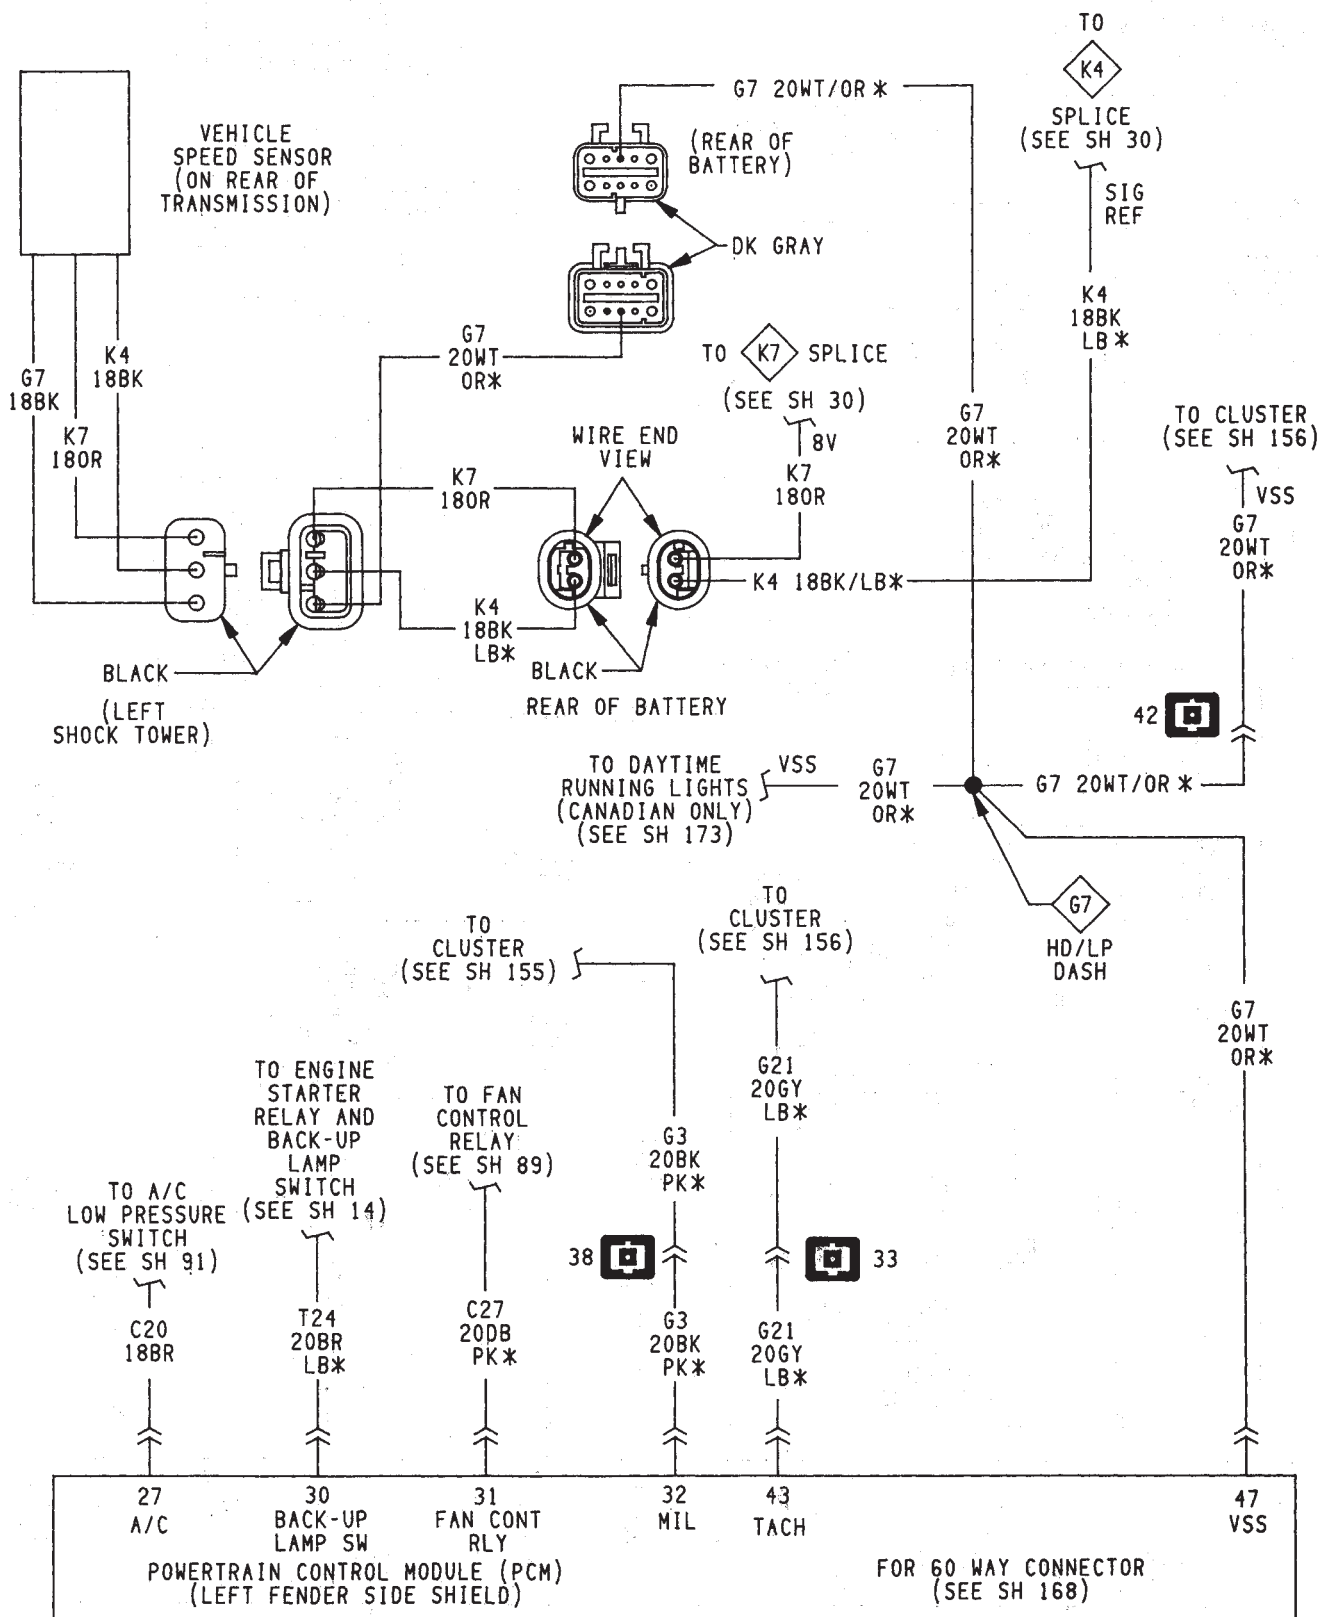 TO
K4
SPLICE
(SEE SH 30)
SIG
REF
K4
18BK
LB*
G7 20WT/OR*
(REAR OF
BATTERY)
DK GRAY
VEHICLE
SPEED SENSOR
(ON REAR OF
TRANSMISSION)
G7
18BK
K7
18OR
K4
18BK
G7
20WT
OR*
TO K7 SPLICE
(SEE SH 30)
8V
K7
18OR
WIRE END
VIEW
K7
18OR
K4 18BK/LB*
K4
18BK
LB*
BLACK
(LEFT
SHOCK TOWER)
BLACK
REAR OF BATTERY
G7
20WT
OR*
TO CLUSTER
(SEE SH 156)
VSS
G7
20WT
OR*
42
TO DAYTIME
RUNNING LIGHTS
(CANADIAN ONLY)
(SEE SH 173)
VSS
G7
20WT
OR*
G7 20WT/OR*
G7
HD/LP
DASH
G7
20WT
OR*
TO
CLUSTER
(SEE SH 155)
TO
CLUSTER
(SEE SH 156)
G21
20GY
LB*
G3
20BK
PK*
38
33
TO ENGINE
STARTER
RELAY AND
BACK-UP
LAMP
SWITCH
(SEE SH 14)
TO FAN
CONTROL
RELAY
(SEE SH 89)
TO A/C
LOW PRESSURE
SWITCH
(SEE SH 91)
C20
18BR
T24
20BR
LB*
C27
20DB
PK*
G3
20BK
PK*
G21
20GY
LB*
27
A/C
30
BACK-UP
LAMP SW
31
FAN CONT
RLY
32
MIL
43
TACH
47
VSS
POWERTRAIN CONTROL MODULE (PCM)
(LEFT FENDER SIDE SHIELD)
FOR 60 WAY CONNECTOR
(SEE SH 168)